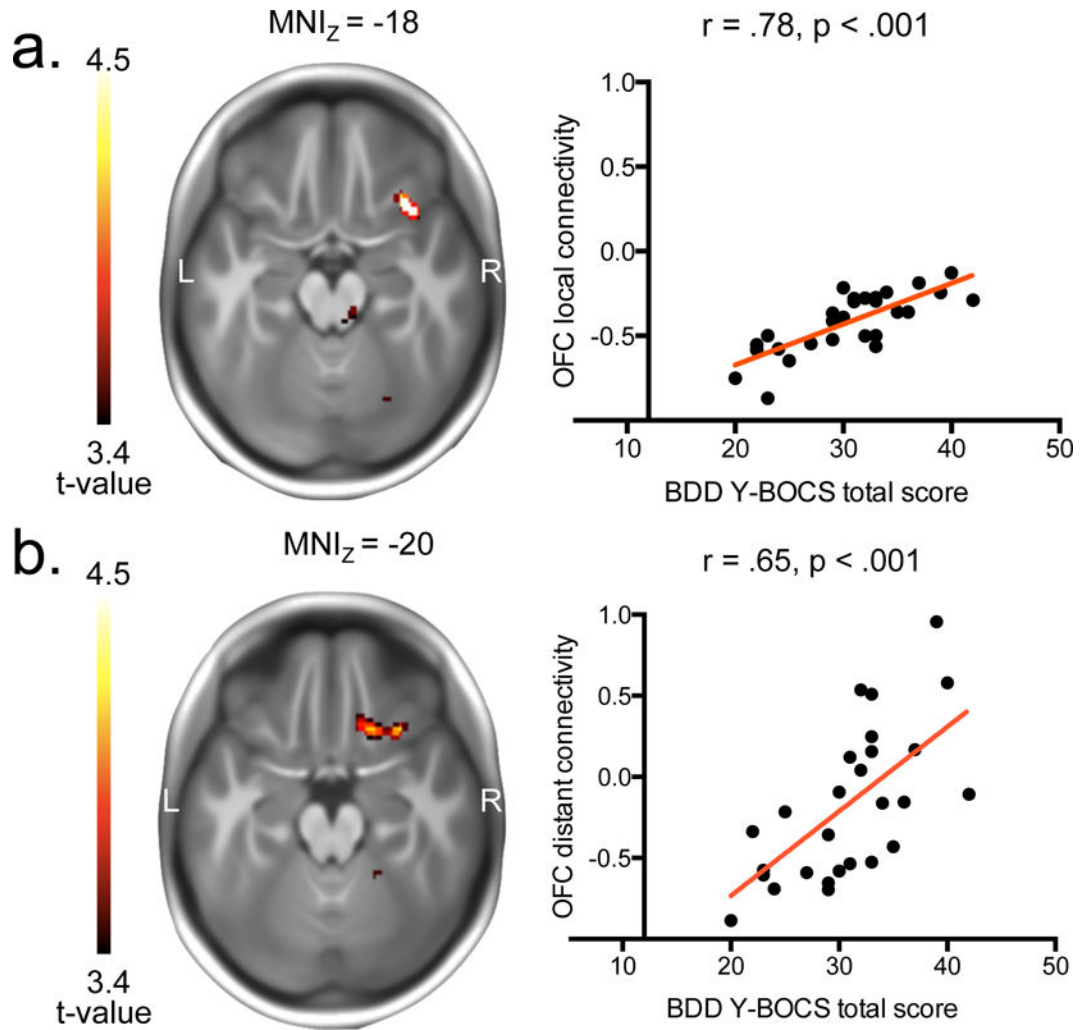 a.
MNIZ = -18
r = .78, p < .001
4.5
3.4
t-value
L
R
OFC local connectivity
1.0
0.5
0.0
-0.5
10 20 30 40 50
BDD Y-BOCS total score
b.
MNIZ = -20
r = .65, p < .001
4.5
3.4
t-value
L
R
OFC distant connectivity
1.0
0.5
0.0
-0.5
10 20 30 40 50
BDD Y-BOCS total score